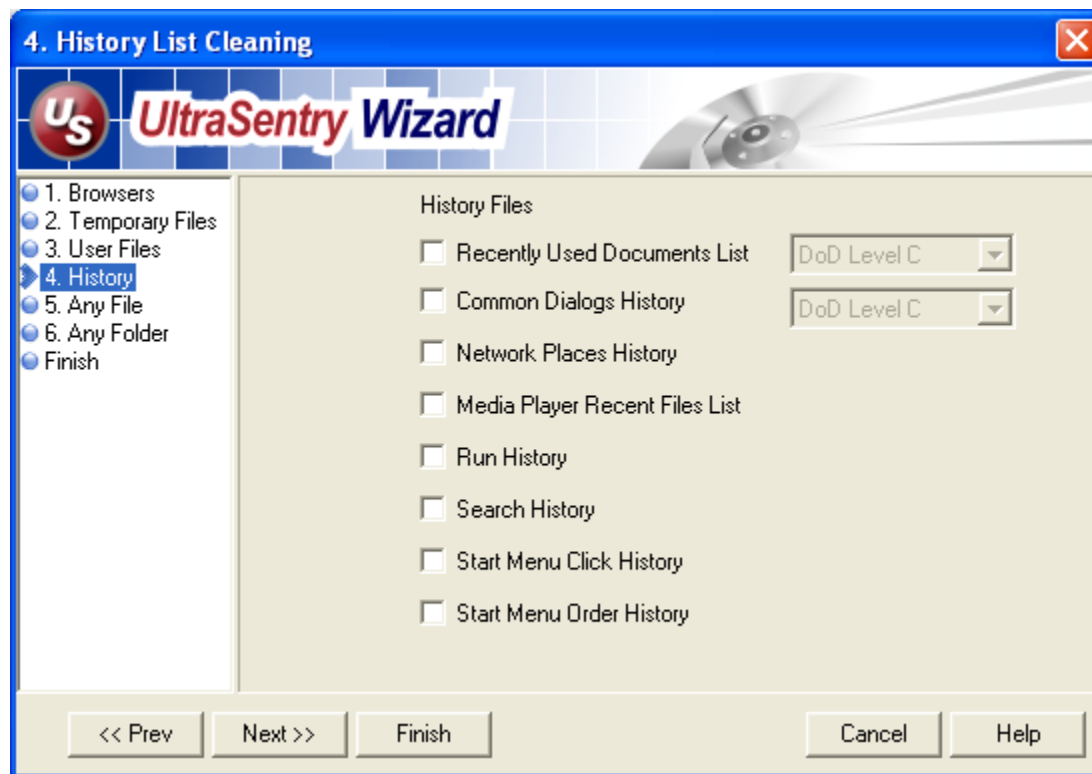 4. History List Cleaning
US UltraSentry Wizard
1. Browsers
2. Temporary Files
3. User Files
4. History
5. Any File
6. Any Folder
Finish
History Files
Recently Used Documents List DoD Level C
Common Dialogs History DoD Level C
Network Places History
Media Player Recent Files List
Run History
Search History
Start Menu Click History
Start Menu Order History
<< Prev Next >> Finish Cancel Help